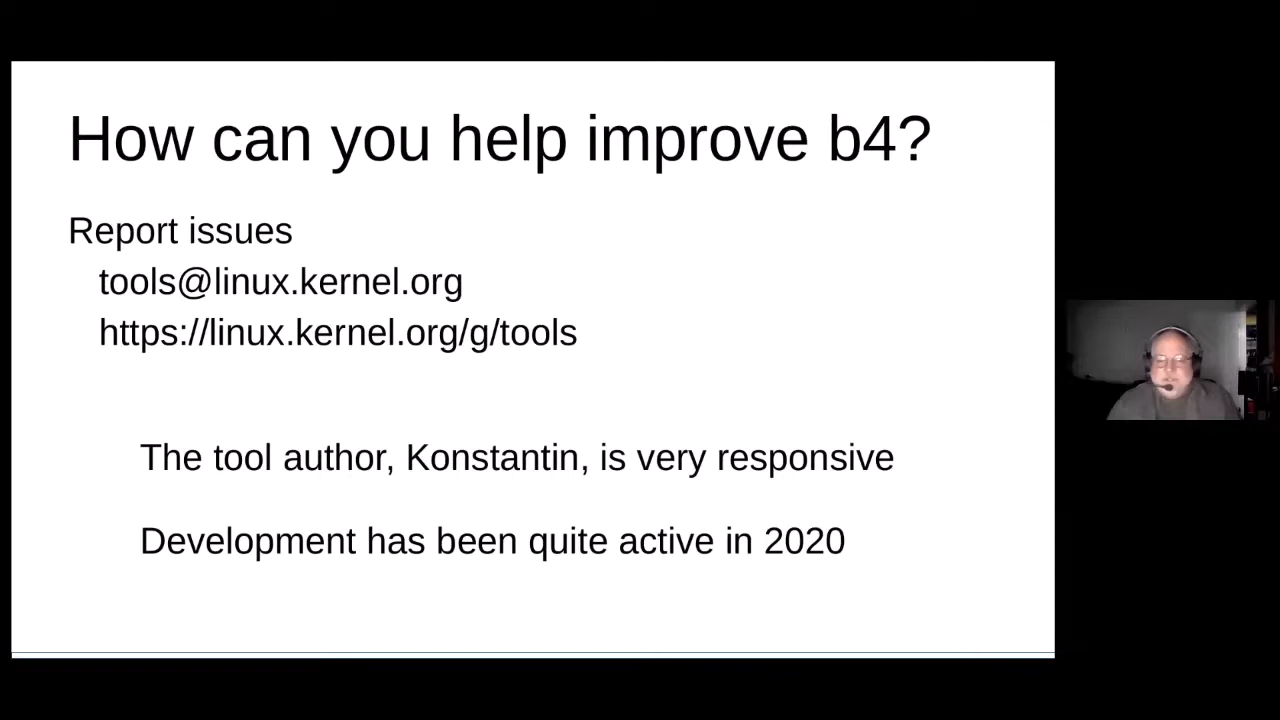 How can you help improve b4?
Report issues
tools@linux.kernel.org
https://linux.kernel.org/g/tools
The tool author, Konstantin, is very responsive
Development has been quite active in 2020